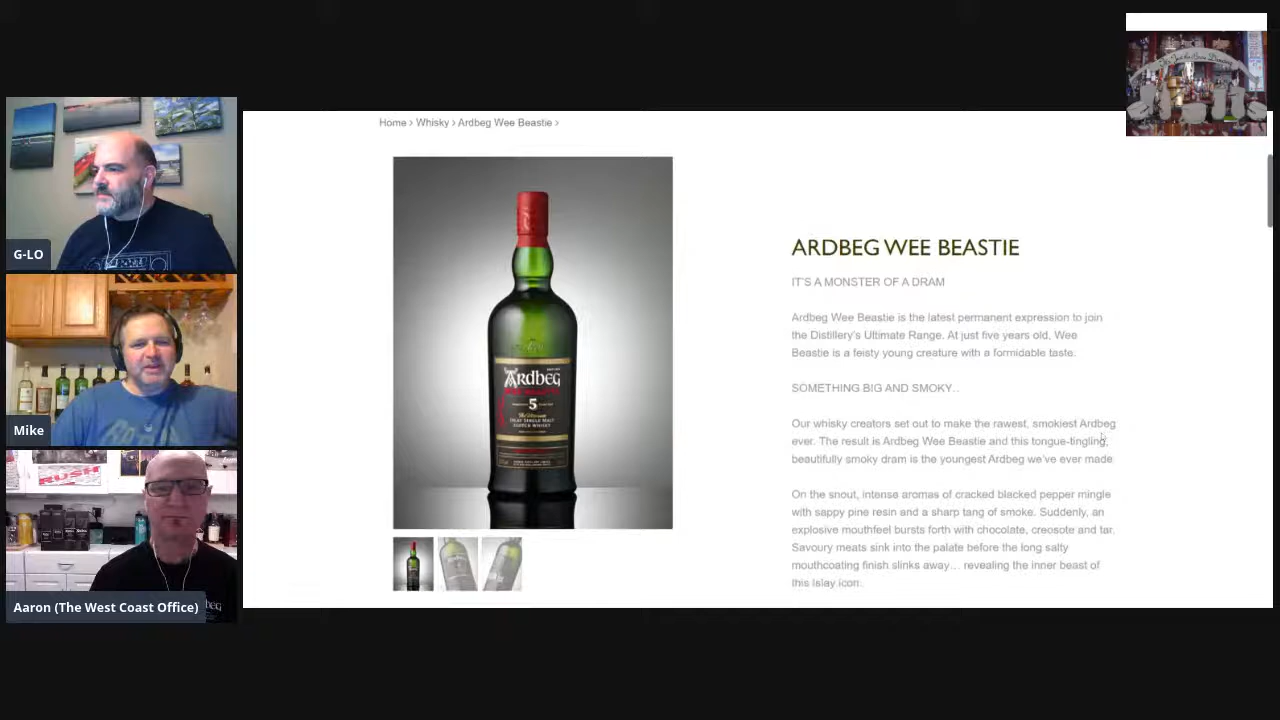 Home › Whisky › Ardbeg Wee Beastie ›
G-LO
Mike
RUSH
Aaron (The West Coast Office)
ARDBEG
5
ISLAY SINGLE MALT
SCOTCH WHISKY
ARDBEG WEE BEASTIE
IT'S A MONSTER OF A DRAM
Ardbeg Wee Beastie is the latest permanent expression to join
the Distillery's Ultimate Range. At just five years old, Wee
Beastie is a feisty young creature with a formidable taste.
SOMETHING BIG AND SMOKY..
Our whisky creators set out to make the rawest, smokiest Ardbeg
ever. The result is Ardbeg Wee Beastie and this tongue-tingling,
beautifully smoky dram is the youngest Ardbeg we've ever made
On the snout, intense aromas of cracked blacked pepper mingle
with sappy pine resin and a sharp tang of smoke. Suddenly, an
explosive mouthfeel bursts forth with chocolate, creosote and tar.
Savoury meats sink into the palate before the long salty
mouthcoating finish slinks away… revealing the inner beast of
this Islay icon.